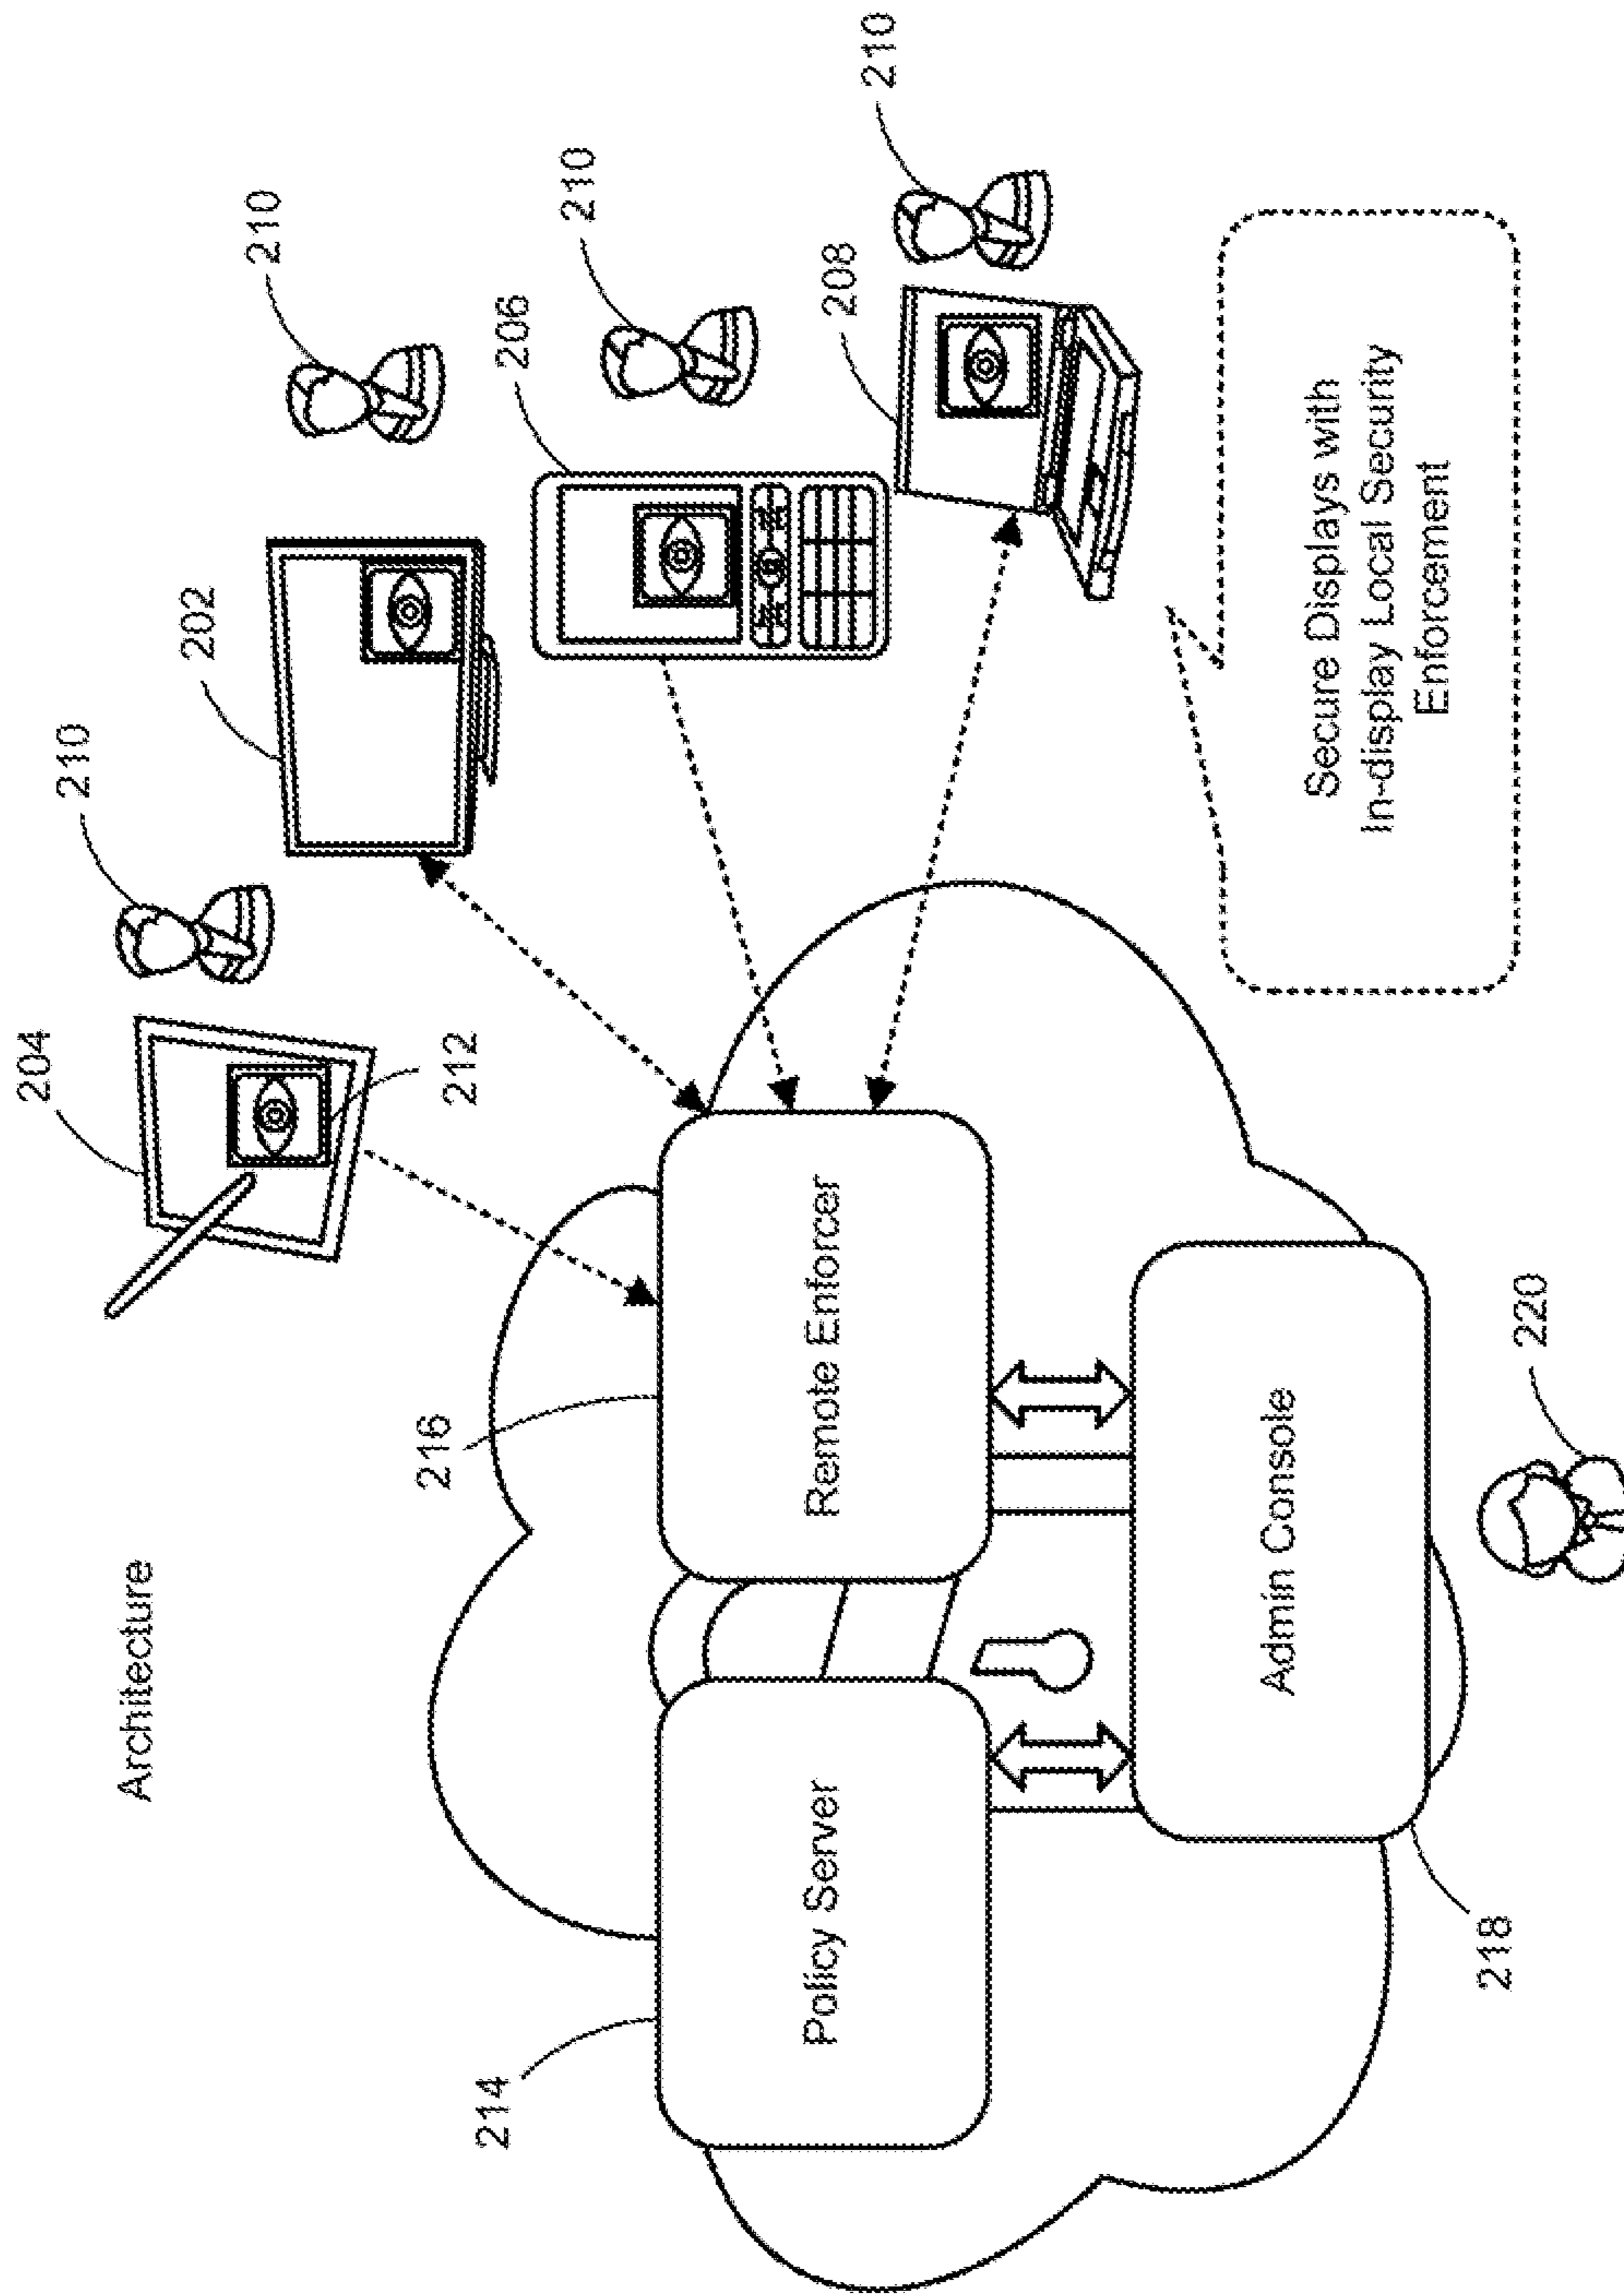 Architecture
204
210
202
210
212
206
210
208
210
216
214
Policy Server
Remote Enforcer
Admin Console
218
220
Secure Displays with
In-display Local Security
Enforcement